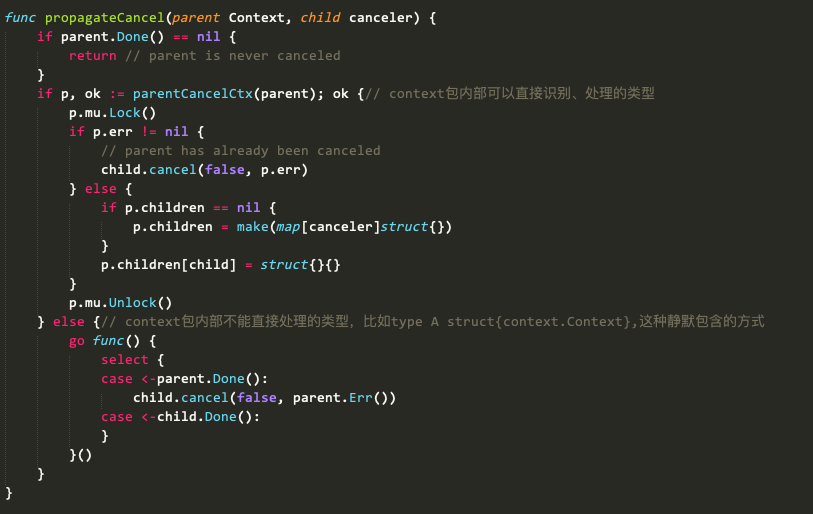 func propagateCancel(parent Context, child canceler) {
    if parent.Done() == nil {
        return // parent is never canceled
    }
    if p, ok := parentCancelCtx(parent); ok {// context包内部可以直接识别、处理的类型
        p.mu.Lock()
        if p.err != nil {
            // parent has already been canceled
            child.cancel(false, p.err)
        } else {
            if p.children == nil {
                p.children = make(map[canceler]struct{})
            }
            p.children[child] = struct{}{}
        }
        p.mu.Unlock()
    } else {// context包内部不能直接处理的类型，比如type A struct{context.Context},这种静默包含的方式
        go func() {
            select {
            case <-parent.Done():
                child.cancel(false, parent.Err())
            case <-child.Done():
            }
        }()
    }
}